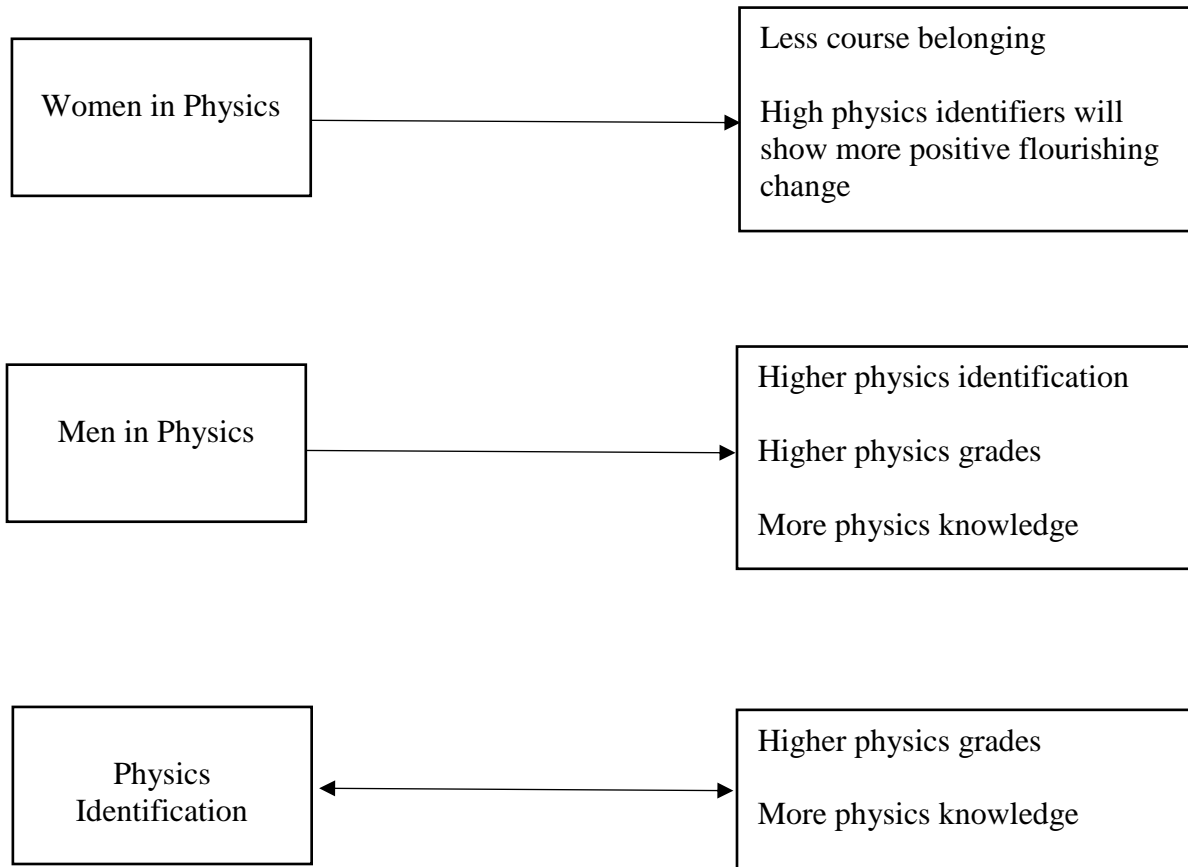 Women in Physics
Less course belonging
High physics identifiers will
show more positive flourishing
change
Men in Physics
Higher physics identification
Higher physics grades
More physics knowledge
Physics
Identification
Higher physics grades
More physics knowledge